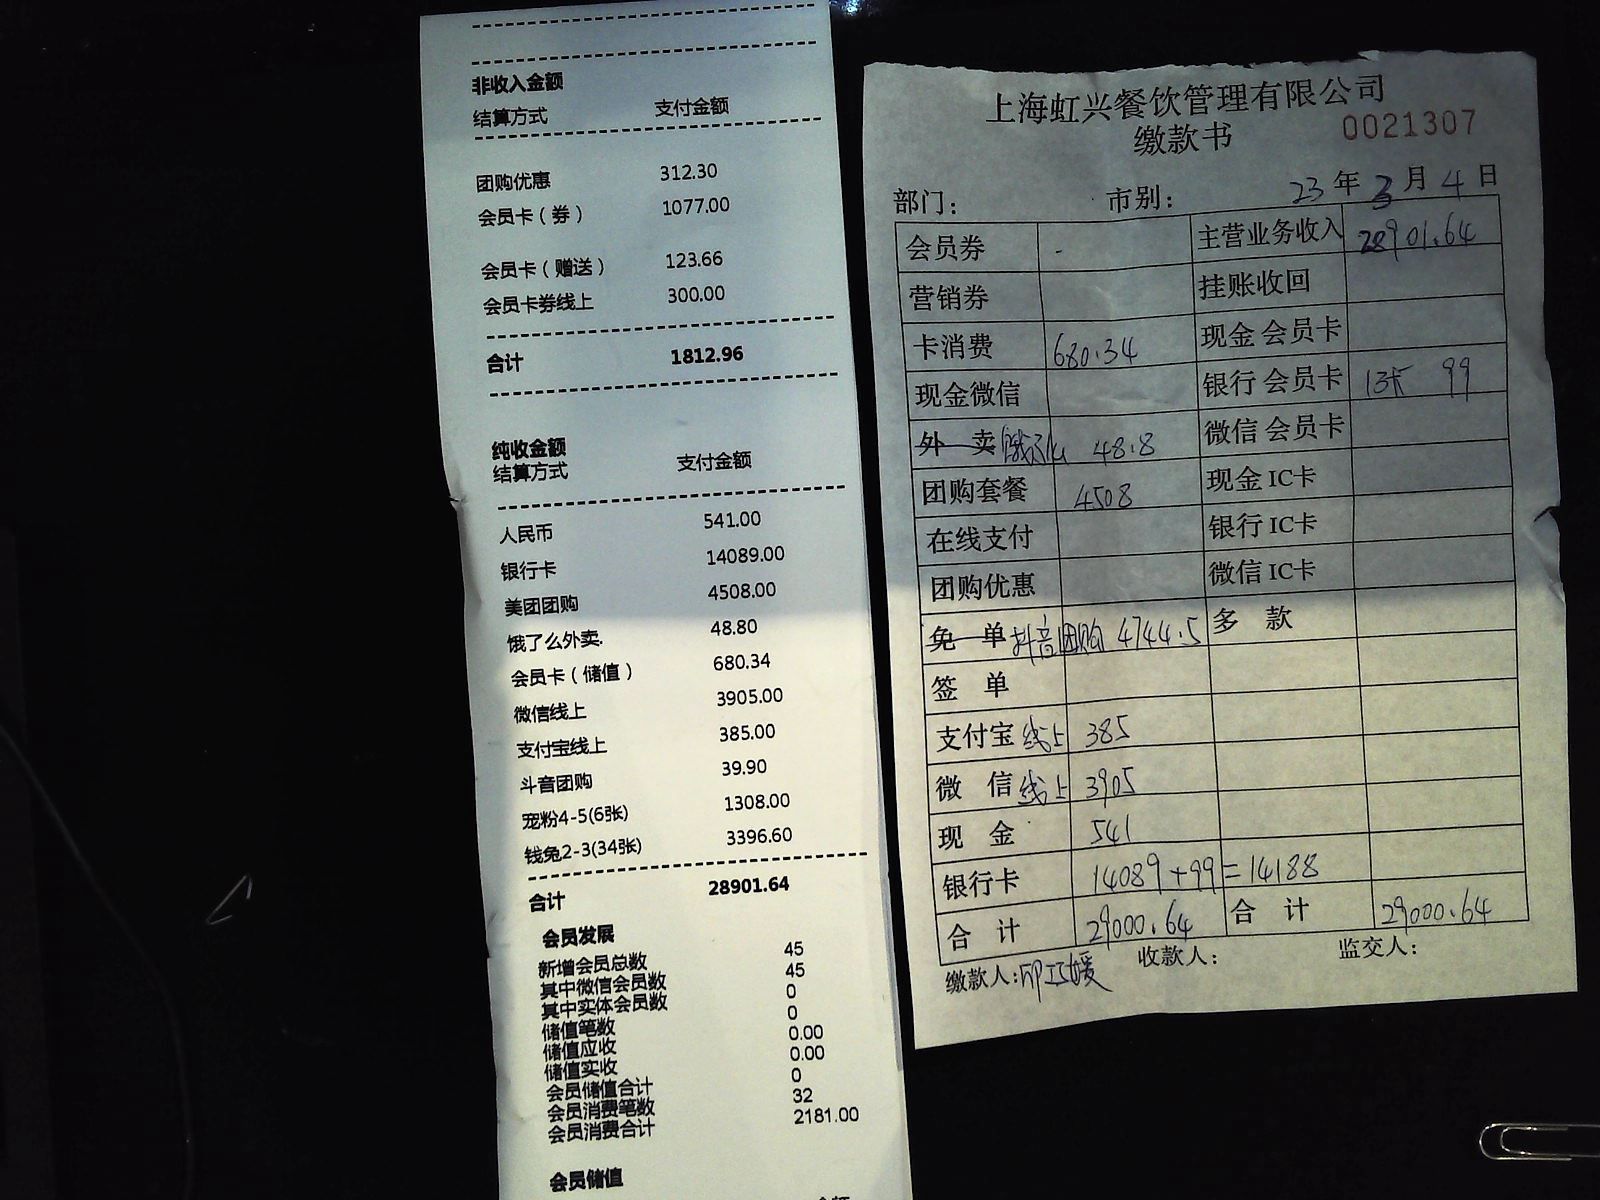 非收入金额
结算方式 支付金额
团购优惠 312.30
会员卡（券） 1077.00
会员卡（赠送） 123.66
会员卡券线上 300.00
合计 1812.96
纯收金额
结算方式 支付金额
人民币 541.00
银行卡 14089.00
美团团购 4508.00
饿了么外卖. 48.80
会员卡（储值） 680.34
微信线上 3905.00
支付宝线上 385.00
斗音团购 39.90
宠粉4-5(6张) 1308.00
钱兔2-3(34张) 3396.60
合计 28901.64
会员发展
新增会员总数 45
其中微信会员数 45
其中实体会员数 0
储值笔数 0
储值应收 0.00
储值实收 0.00
会员储值合计 0
会员消费笔数 32
会员消费合计 2181.00
会员储值
上海虹兴餐饮管理有限公司
缴款书 0021307
部门： 市别： 23年3月4日
会员券 - 主营业务收入 28901.64
营销券 挂账收回
卡消费 680.34 现金会员卡
现金微信 银行会员卡 1张 99
外卖 饿了么 48.8 微信会员卡
团购套餐 4508 现金IC卡
在线支付 银行IC卡
团购优惠 微信IC卡
免单 抖音团购 4744.5 多款
签单
支付宝 线上 385
微信 线上 3905
现金 541
银行卡 14089+99=14188
合计 29000.64 合计 29000.64
缴款人： 收款人： 监交人：